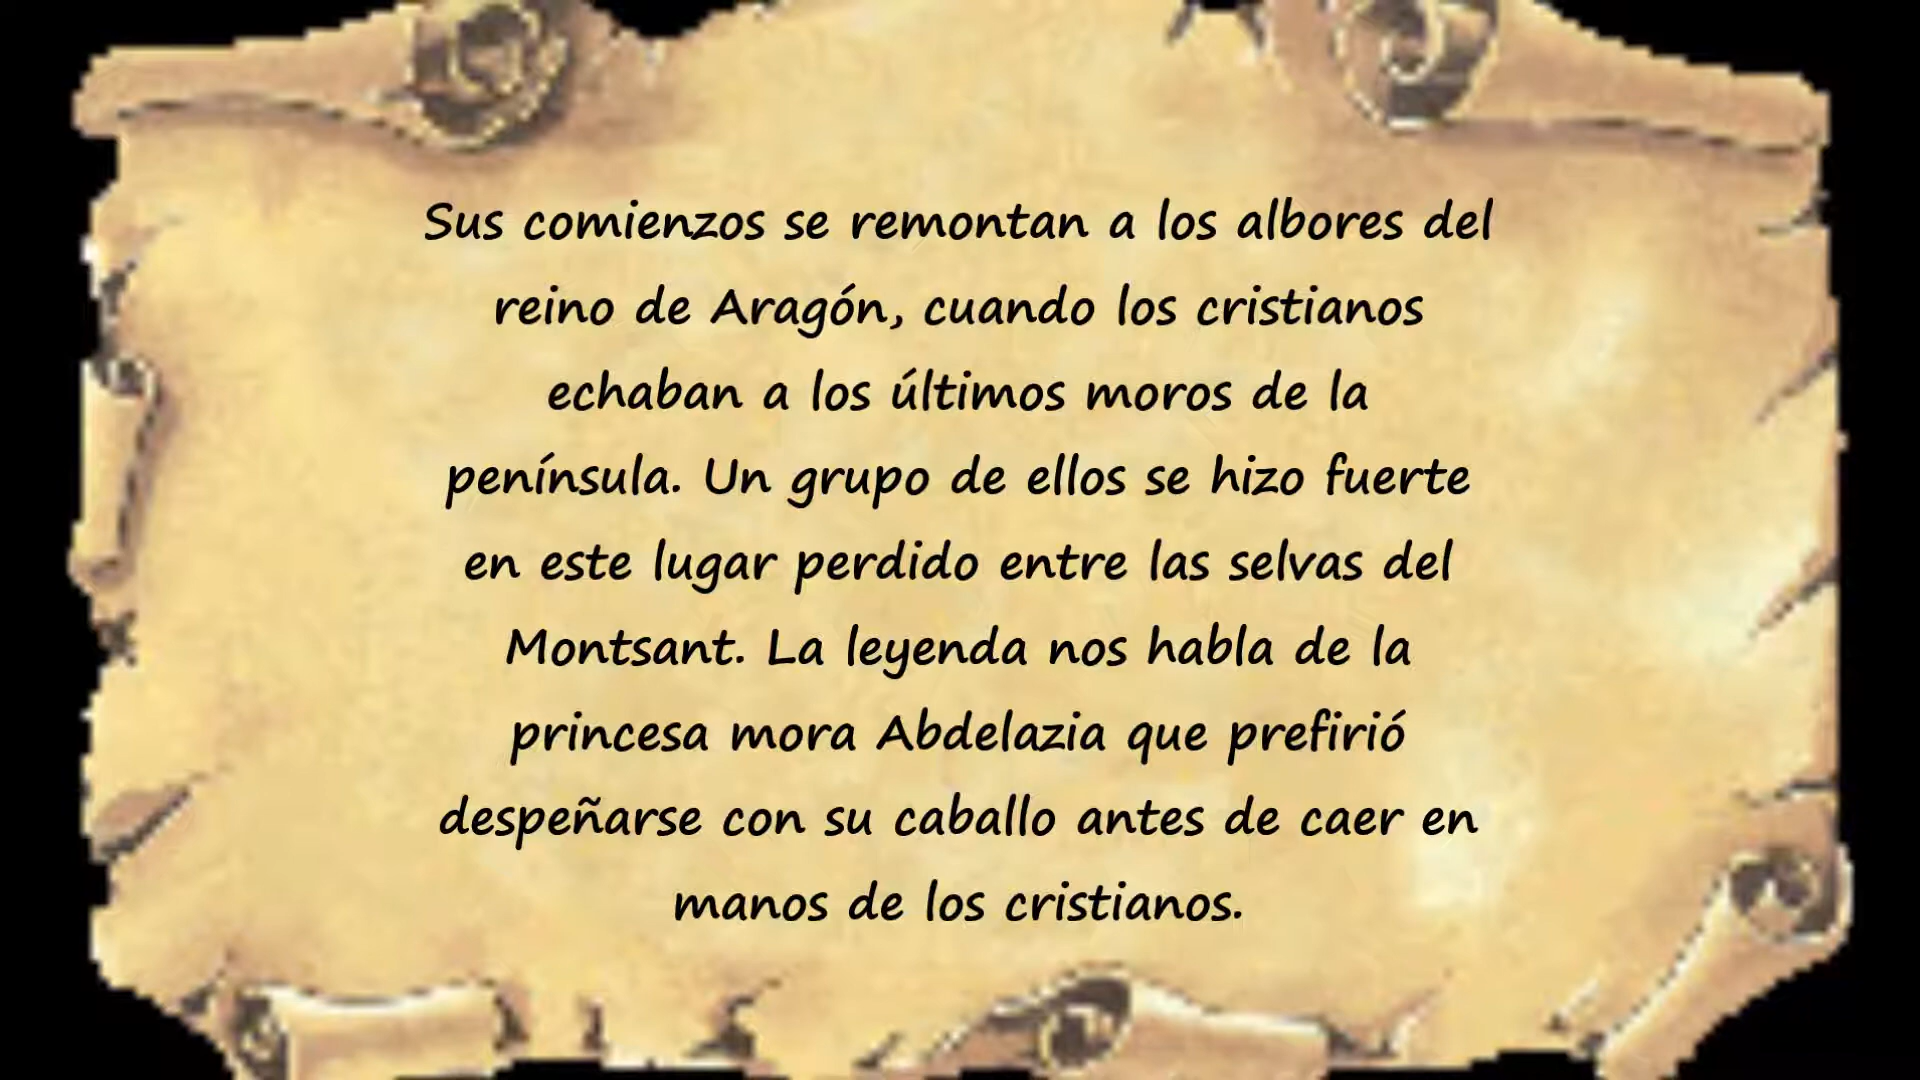 Sus comienzos se remontan a los albores del
reino de Aragón, cuando los cristianos
echaban a los últimos moros de la
península. Un grupo de ellos se hizo fuerte
en este lugar perdido entre las selvas del
Montsant. La leyenda nos habla de la
princesa mora Abdelazia que prefirió
despeñarse con su caballo antes de caer en
manos de los cristianos.